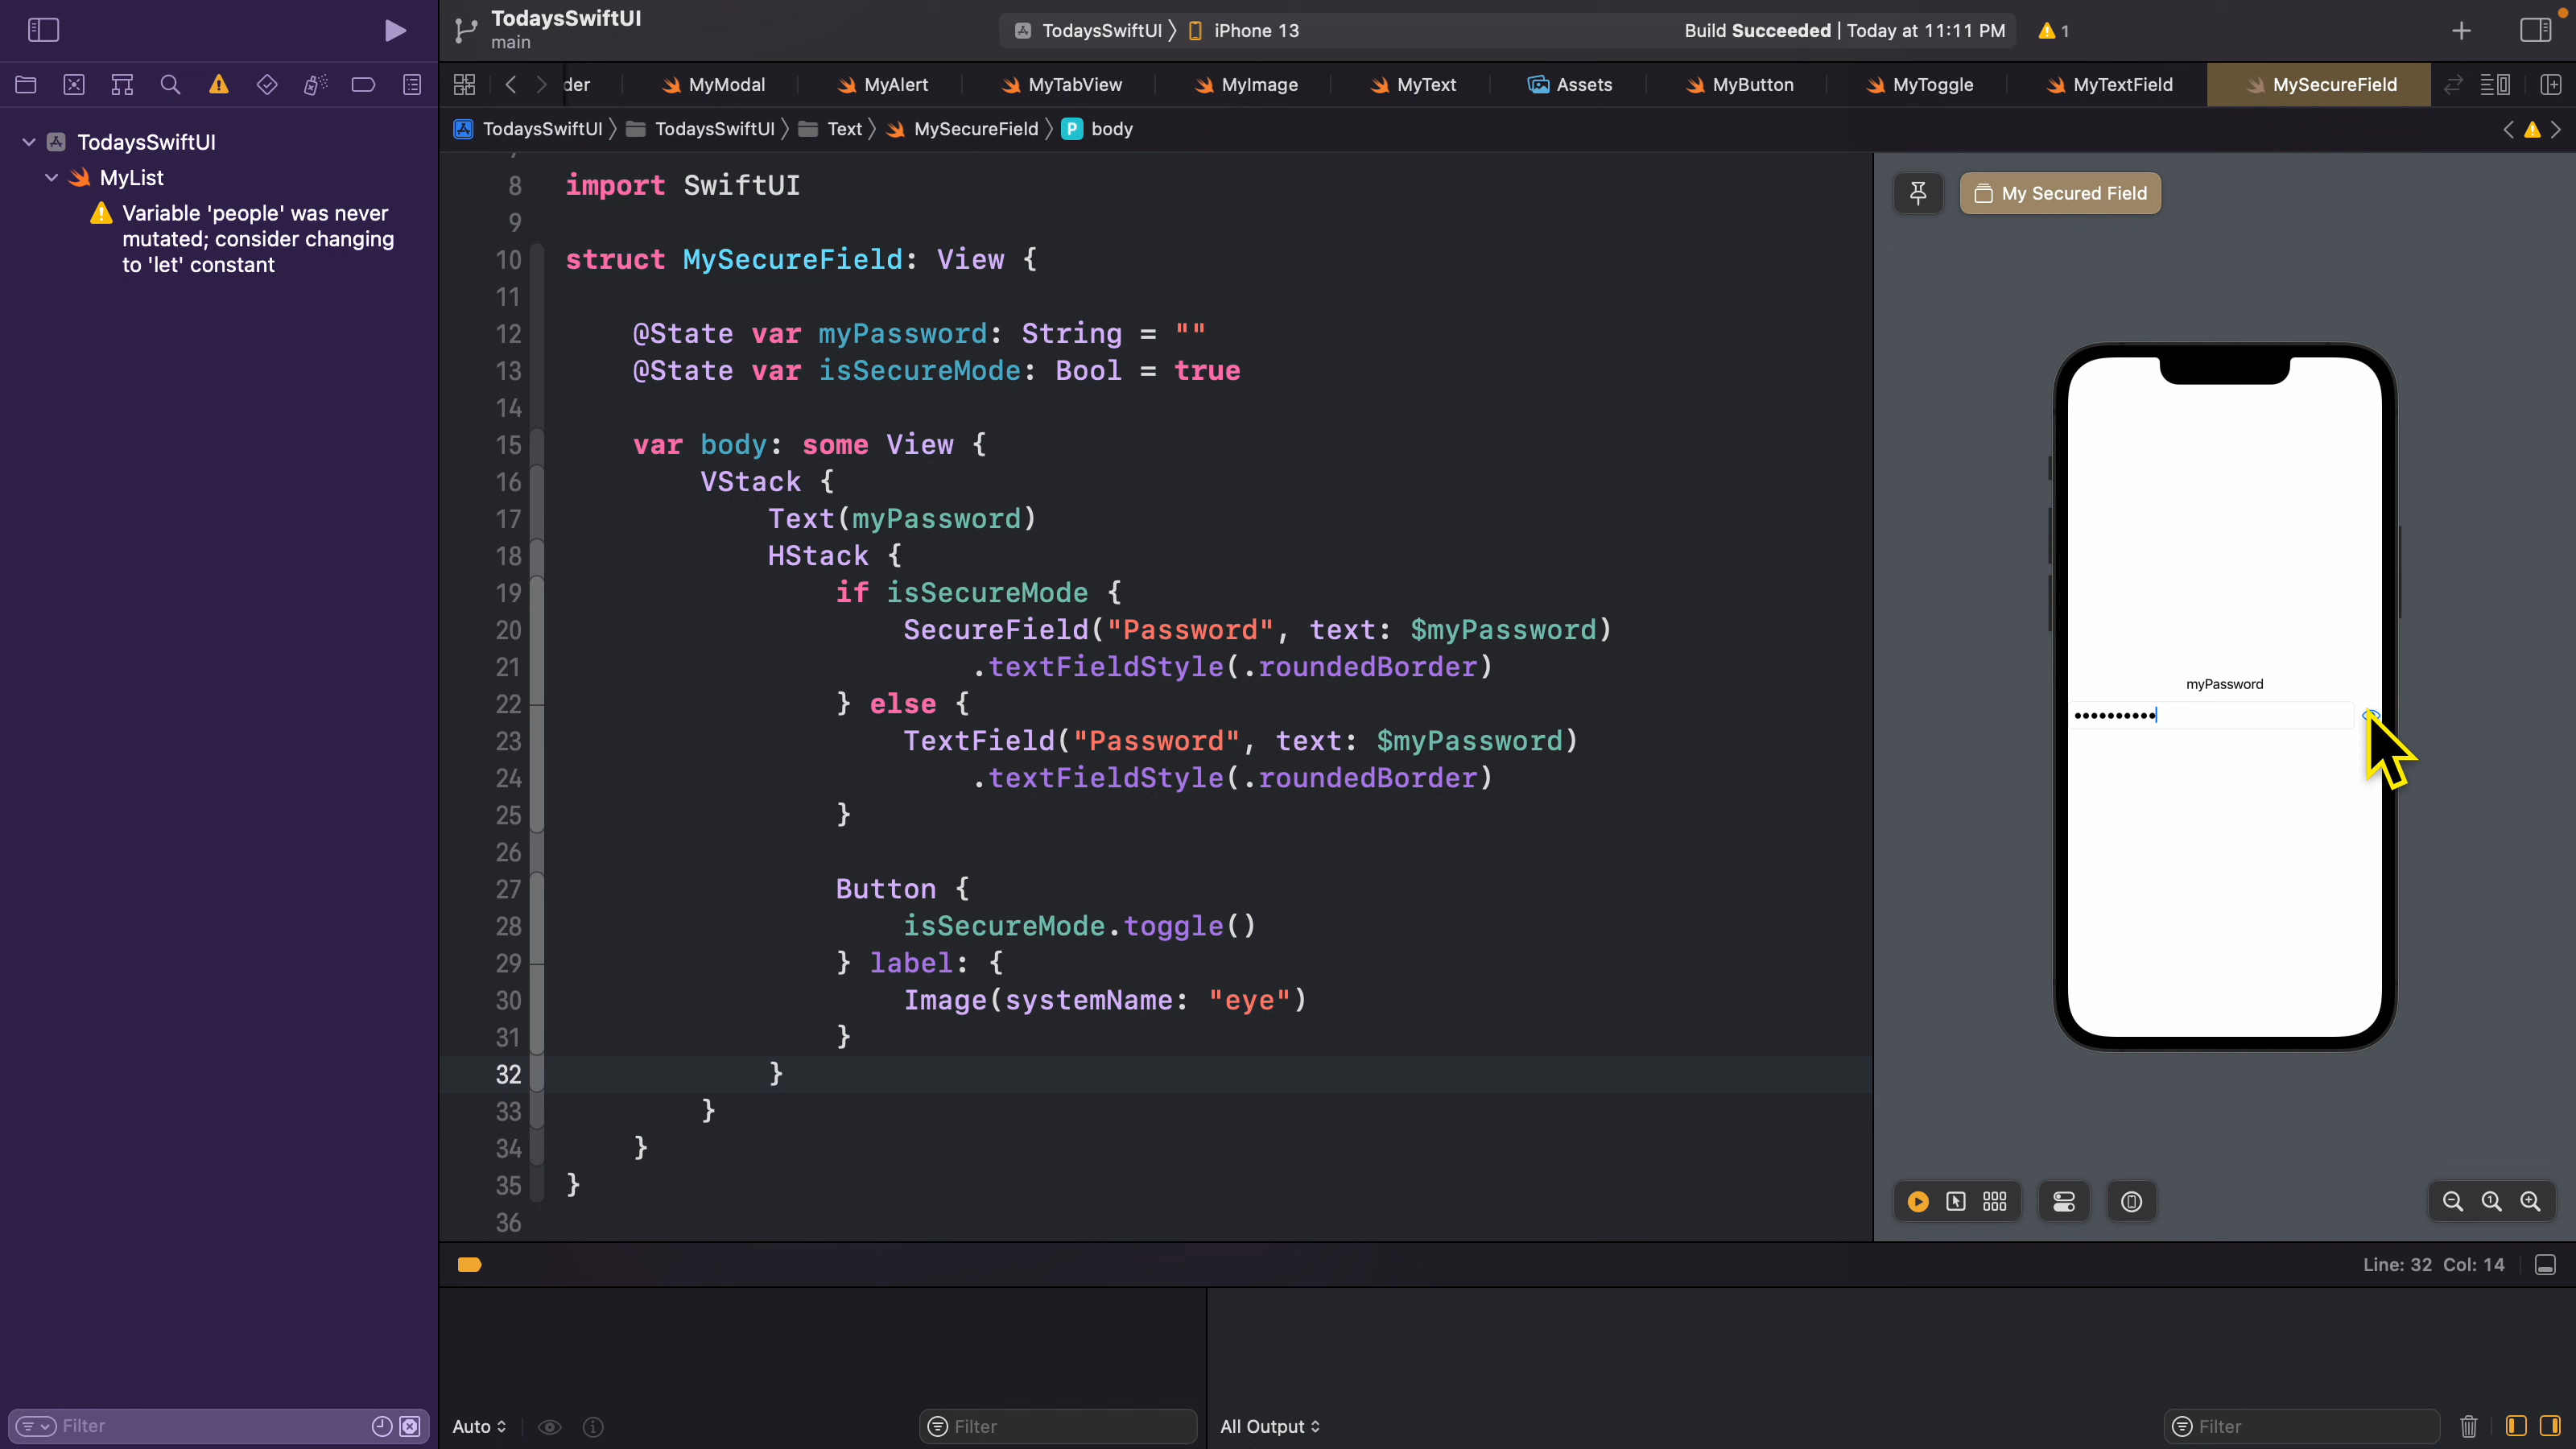 TodaysSwiftUI
main
TodaysSwiftUI 〉 iPhone 13
Build Succeeded | Today at 11:11 PM
1
der
MyModal
MyAlert
MyTabView
MyImage
MyText
Assets
MyButton
MyToggle
MyTextField
MySecureField
TodaysSwiftUI 〉 TodaysSwiftUI 〉 Text 〉 MySecureField 〉 P body
TodaysSwiftUI
MyList
Variable 'people' was never
mutated; consider changing
to 'let' constant
8 import SwiftUI
9
10 struct MySecureField: View {
11
12 @State var myPassword: String = ""
13 @State var isSecureMode: Bool = true
14
15 var body: some View {
16 VStack {
17 Text(myPassword)
18 HStack {
19 if isSecureMode {
20 SecureField("Password", text: $myPassword)
21 .textFieldStyle(.roundedBorder)
22 } else {
23 TextField("Password", text: $myPassword)
24 .textFieldStyle(.roundedBorder)
25 }
26
27 Button {
28 isSecureMode.toggle()
29 } label: {
30 Image(systemName: "eye")
31 }
32 }
33 }
34 }
35 }
36
My Secured Field
myPassword
••••••••••
Line: 32 Col: 14
Filter
Auto
Filter
All Output
Filter